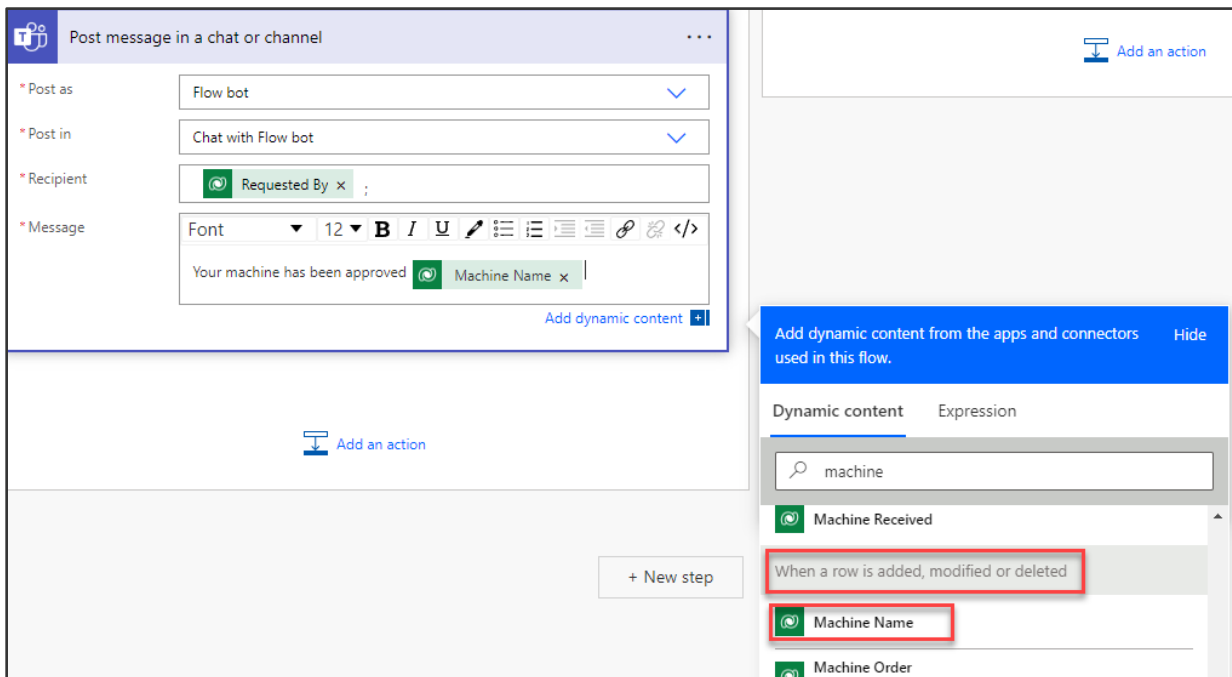 Post message in a chat or channel
...
Add an action
* Post as
Flow bot
* Post in
Chat with Flow bot
* Recipient
Requested By × ;
* Message
Font 12 B I U </>
Your machine has been approved Machine Name ×
Add dynamic content +
Add an action
+ New step
Add dynamic content from the apps and connectors
used in this flow.
Hide
Dynamic content Expression
machine
Machine Received
When a row is added, modified or deleted
Machine Name
Machine Order